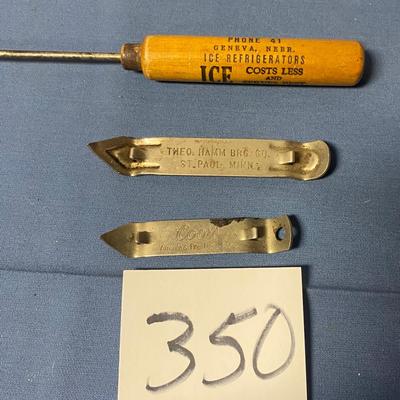 PHONE 41
GENEVA, NEBR.
ICE REFRIGERATORS
ICE COSTS LESS
AND
THEO. HAMM BRG. CO.
ST. PAUL, MINN.
Coors
350